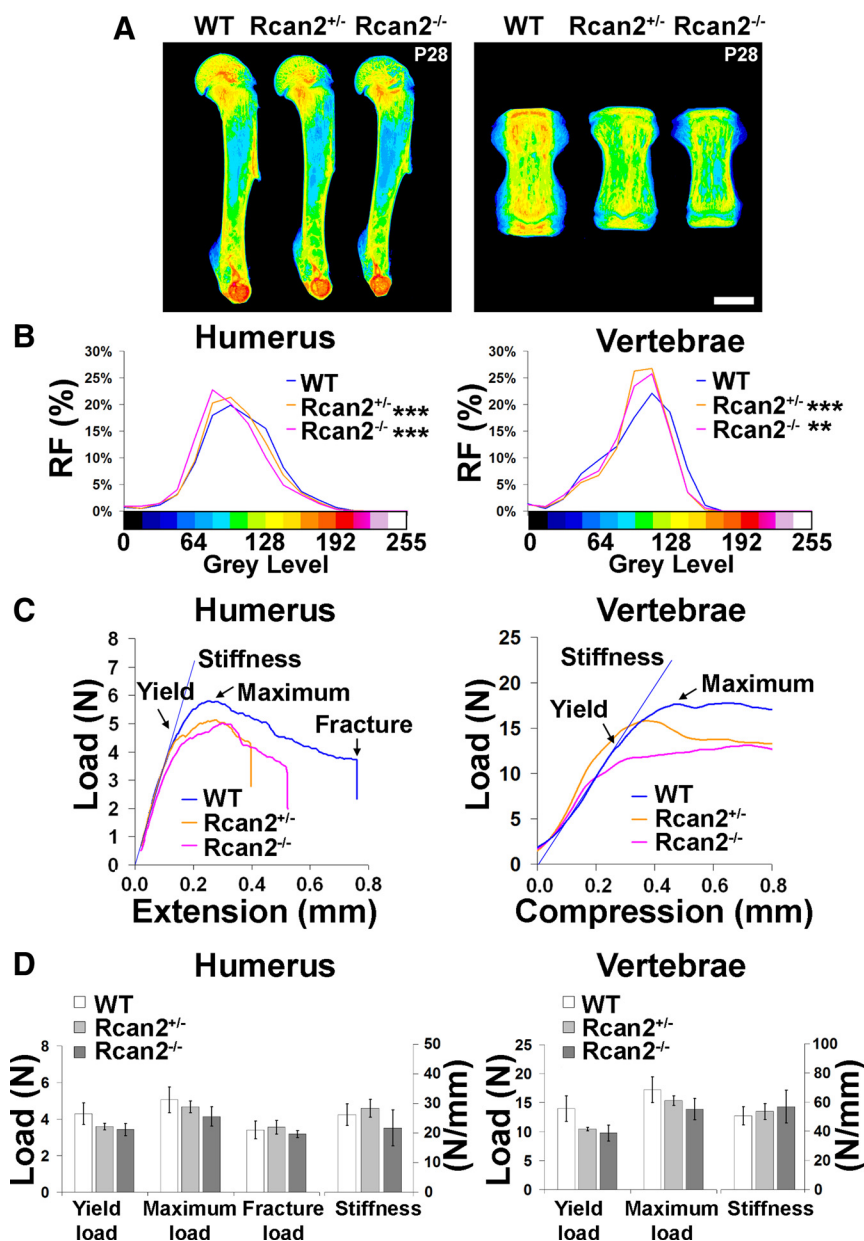 A
WT Rcan2+/- Rcan2-/-
P28
WT Rcan2+/- Rcan2-/-
P28
B
Humerus
RF (%)
30%
25%
20%
15%
10%
5%
0%
WT
Rcan2+/- ***
Rcan2-/- ***
0 64 128 192 255
Grey Level
Vertebrae
RF (%)
30%
25%
20%
15%
10%
5%
0%
WT
Rcan2+/- ***
Rcan2-/- **
0 64 128 192 255
Grey Level
C
Humerus
Load (N)
8
7
6
5
4
3
2
1
0
Stiffness
Yield
Maximum
Fracture
WT
Rcan2+/-
Rcan2-/-
0.0 0.2 0.4 0.6 0.8
Extension (mm)
Vertebrae
Load (N)
25
20
15
10
5
0
Stiffness
Yield
Maximum
WT
Rcan2+/-
Rcan2-/-
0.0 0.2 0.4 0.6 0.8
Compression (mm)
D
Humerus
WT
Rcan2+/-
Rcan2-/-
Load (N)
8
6
4
2
0
50
40
30
20
10
0
(N/mm)
Yield load
Maximum load
Fracture load
Stiffness
Vertebrae
WT
Rcan2+/-
Rcan2-/-
Load (N)
25
20
15
10
5
0
100
80
60
40
20
0
(N/mm)
Yield load
Maximum load
Stiffness